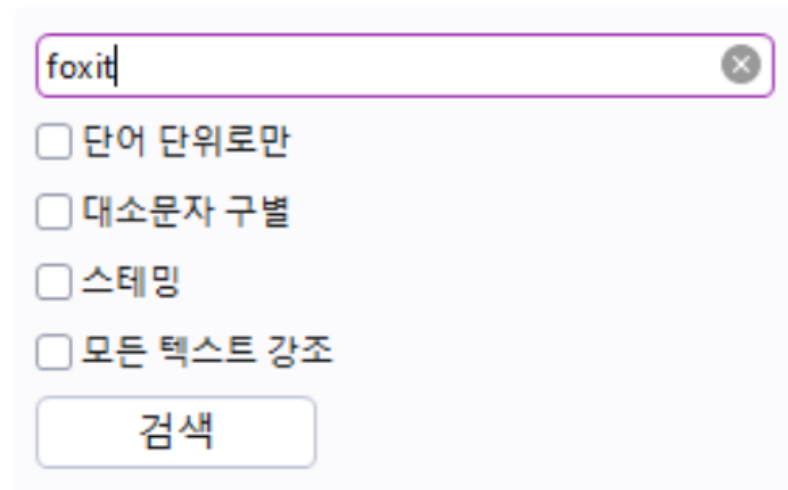 foxit
단어 단위로만
대소문자 구별
스테밍
모든 텍스트 강조
검색